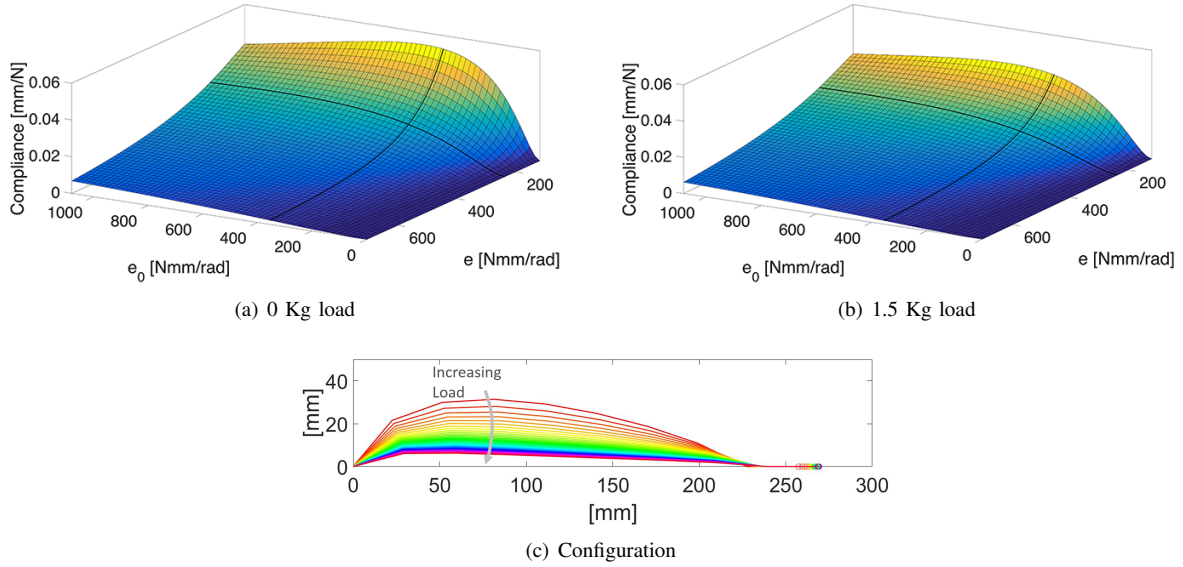 0.06
0.04
0.02
0
Compliance [mm/N]
1000
800
600
400
200
0
e0 [Nmm/rad]
200
400
600
e [Nmm/rad]
(a) 0 Kg load
0.06
0.04
0.02
0
Compliance [mm/N]
1000
800
600
400
200
0
e0 [Nmm/rad]
200
400
600
e [Nmm/rad]
(b) 1.5 Kg load
Increasing
Load
40
20
0
[mm]
0 50 100 150 200 250 300
[mm]
(c) Configuration